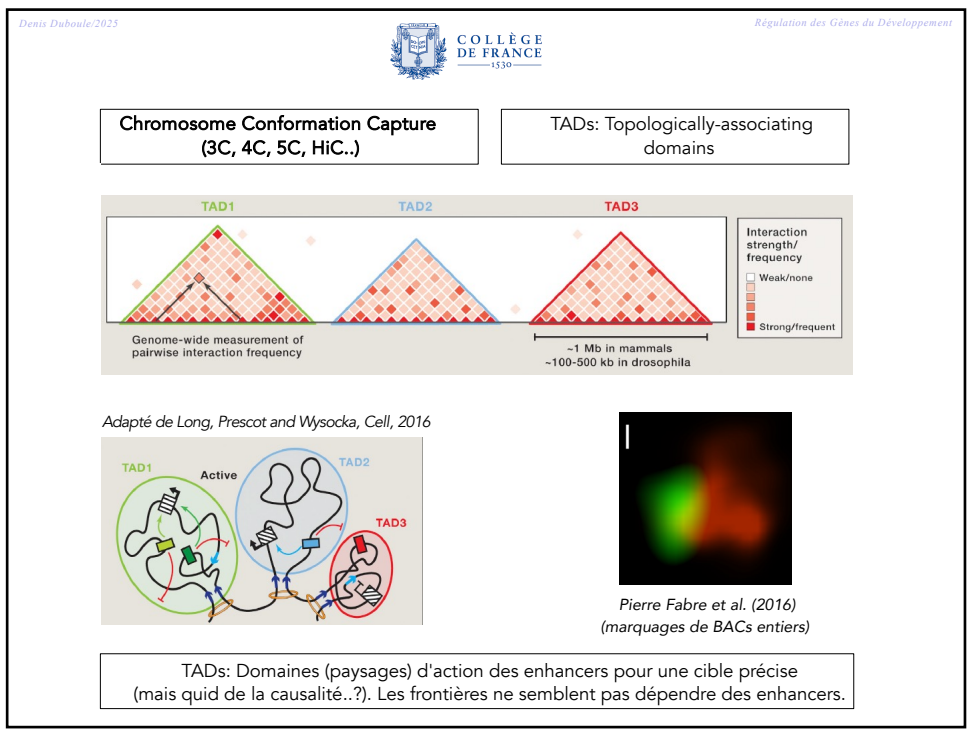 Denis Duboule/2025
Régulation des Gènes du Développement
COLLÈGE
DE FRANCE
1530
Chromosome Conformation Capture
(3C, 4C, 5C, HiC..)
TADs: Topologically-associating
domains
TAD1
TAD2
TAD3
Interaction
strength/
frequency
Weak/none
Strong/frequent
Genome-wide measurement of
pairwise interaction frequency
~1 Mb in mammals
~100-500 kb in drosophila
Adapté de Long, Prescot and Wysocka, Cell, 2016
TAD1
Active
TAD2
TAD3
Pierre Fabre et al. (2016)
(marquages de BACs entiers)
TADs: Domaines (paysages) d'action des enhancers pour une cible précise
(mais quid de la causalité..?). Les frontières ne semblent pas dépendre des enhancers.